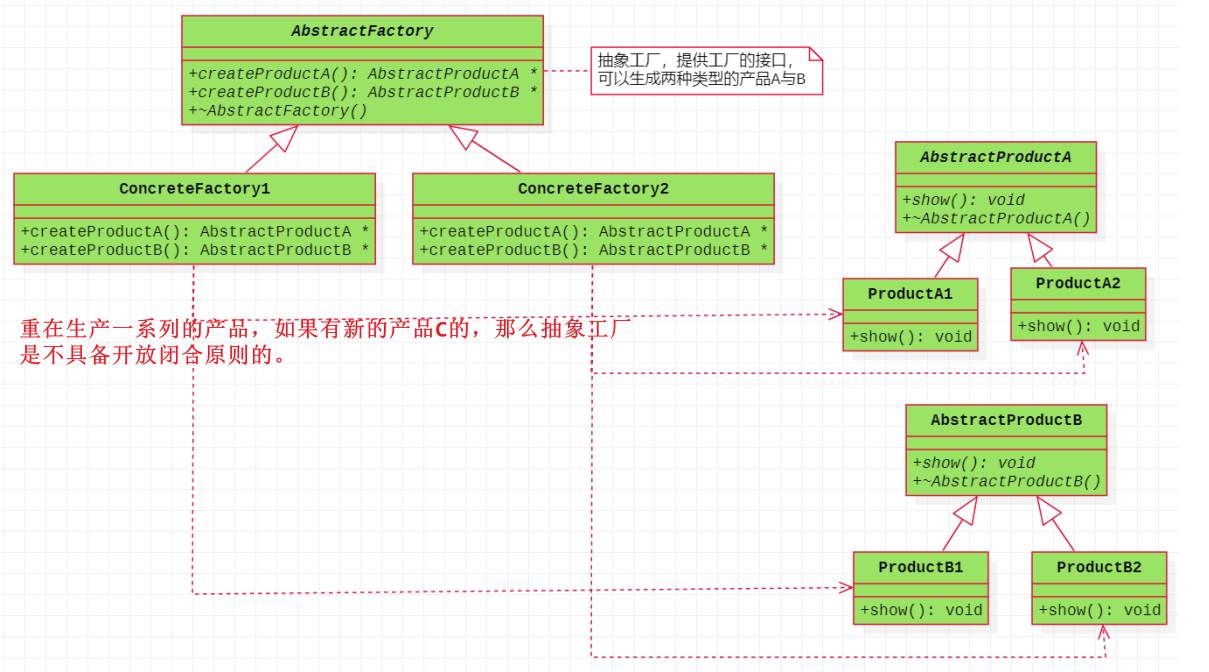 AbstractFactory
+createProductA(): AbstractProductA *
+createProductB(): AbstractProductB *
+~AbstractFactory()
抽象工厂，提供工厂的接口，
可以生成两种类型的产品A与B
ConcreteFactory1
+createProductA(): AbstractProductA *
+createProductB(): AbstractProductB *
ConcreteFactory2
+createProductA(): AbstractProductA *
+createProductB(): AbstractProductB *
AbstractProductA
+show(): void
+~AbstractProductA()
ProductA1
+show(): void
ProductA2
+show(): void
重在生产一系列的产品，如果有新的产品C的，那么抽象工厂
是不具备开放闭合原则的。
AbstractProductB
+show(): void
+~AbstractProductB()
ProductB1
+show(): void
ProductB2
+show(): void